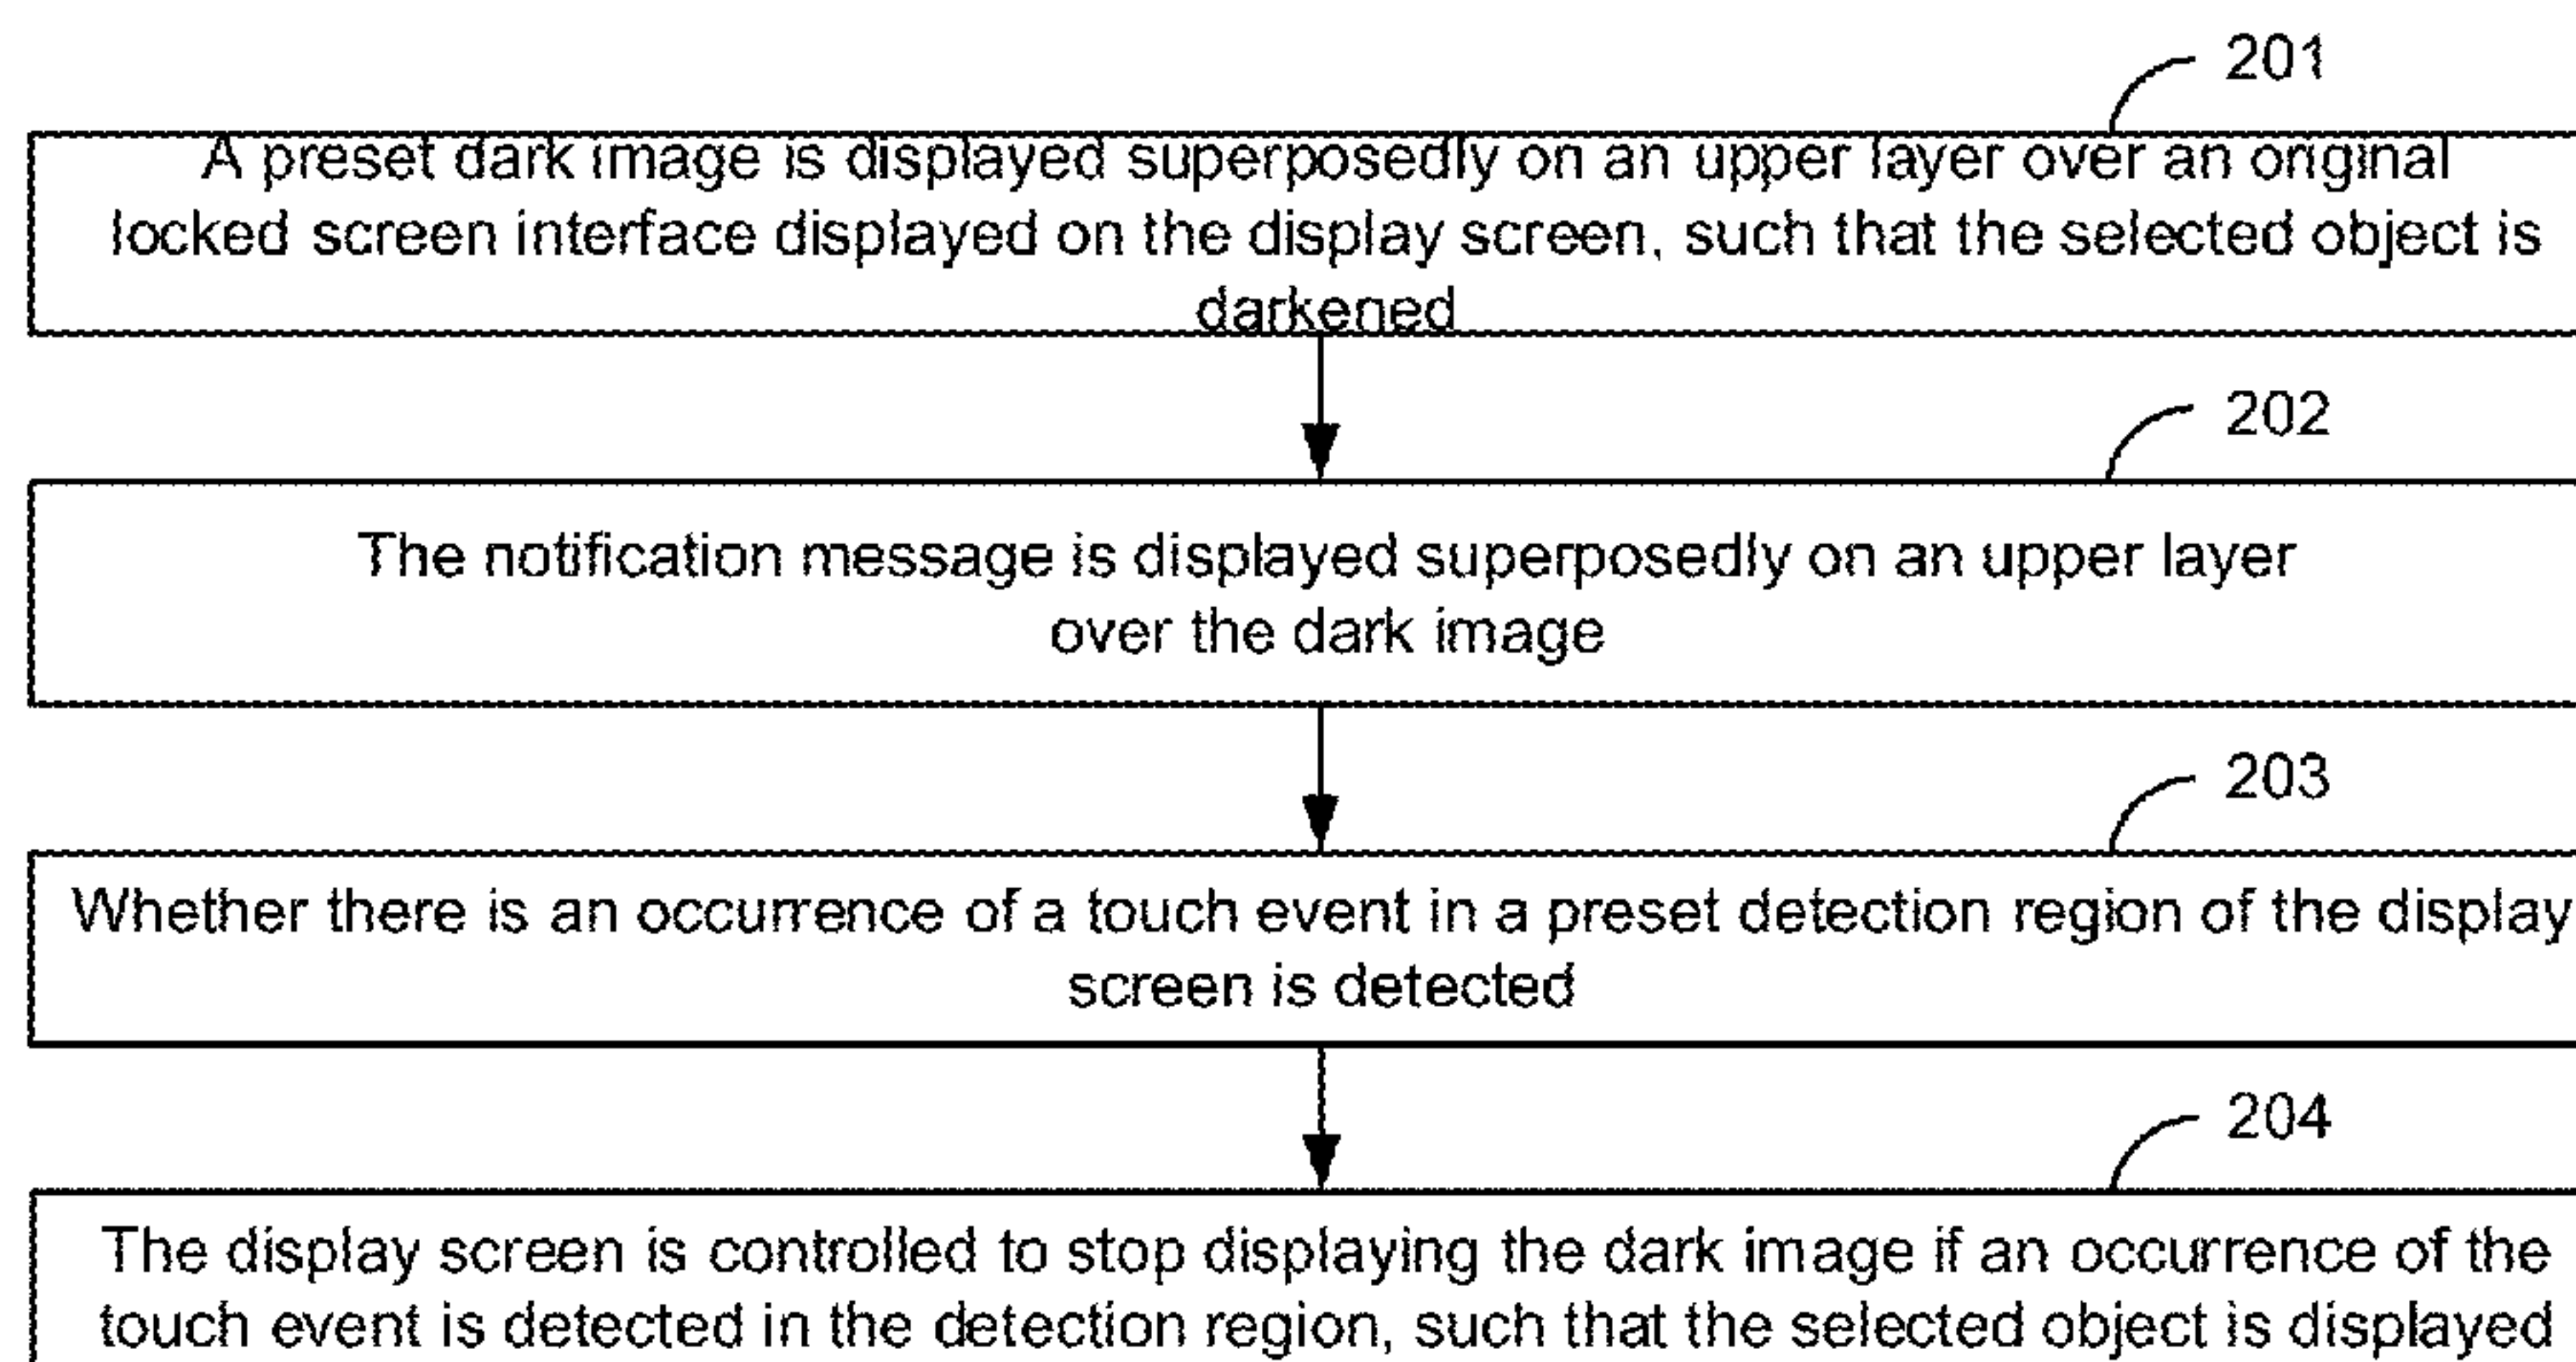 201
A preset dark image is displayed superposedly on an upper layer over an original
locked screen interface displayed on the display screen, such that the selected object is
darkened
202
The notification message is displayed superposedly on an upper layer
over the dark image
203
Whether there is an occurrence of a touch event in a preset detection region of the display
screen is detected
204
The display screen is controlled to stop displaying the dark image if an occurrence of the
touch event is detected in the detection region, such that the selected object is displayed